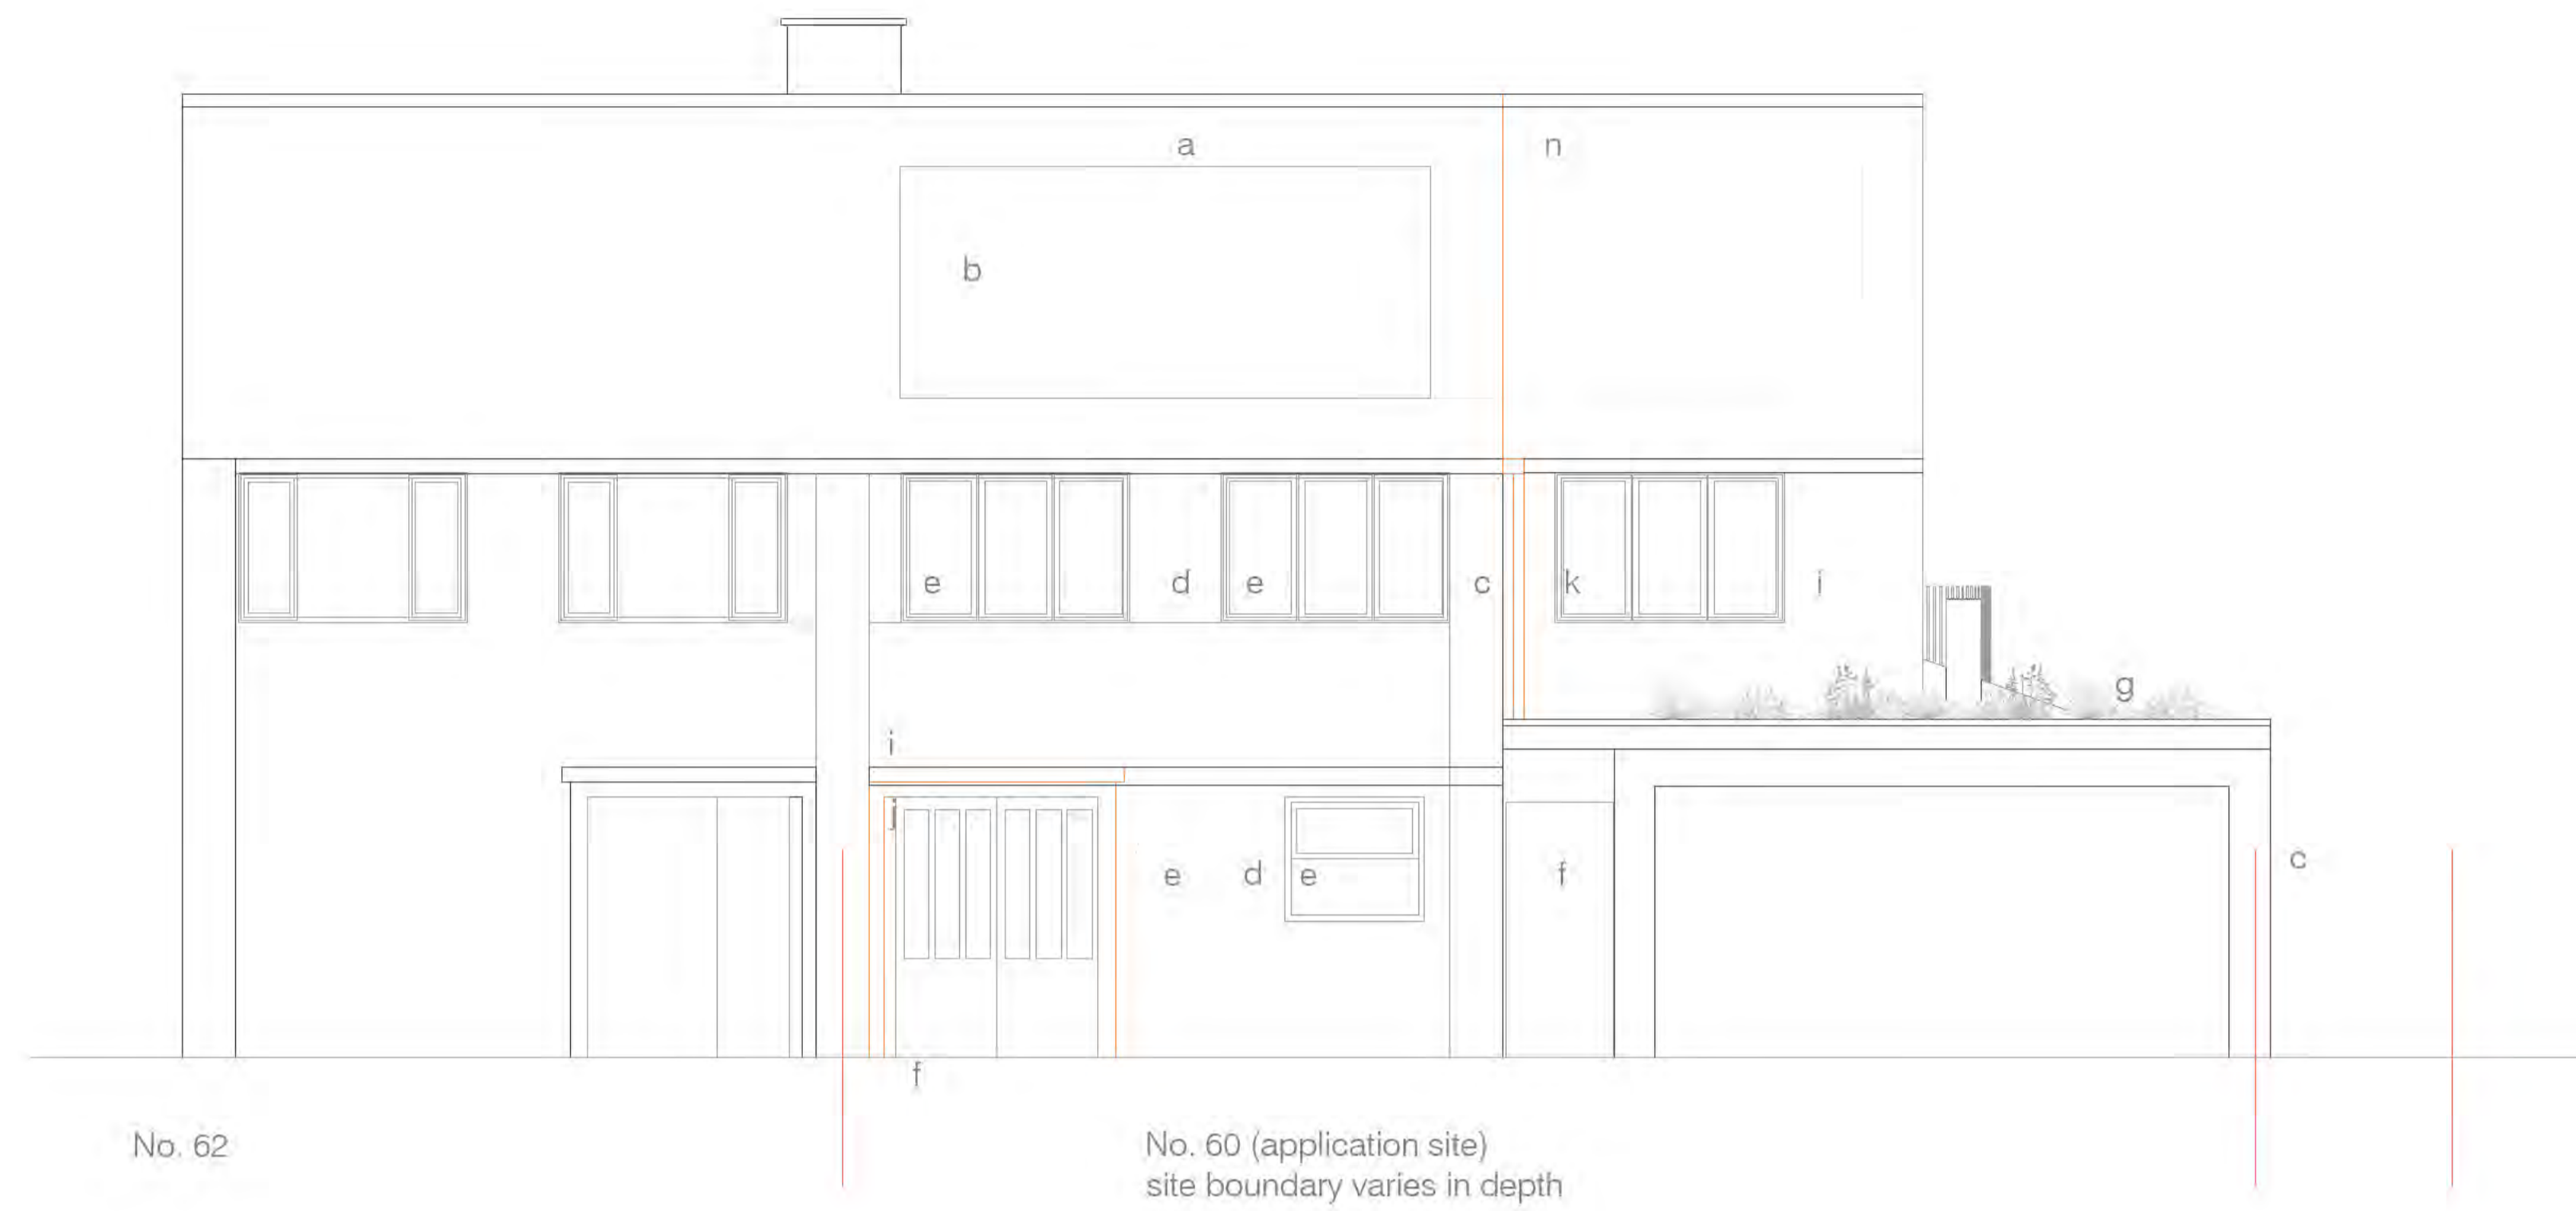 a
n
b
e
d
e
c
k
i
g
i
j
e
d
e
f
c
f
No. 62
No. 60 (application site)
site boundary varies in depth